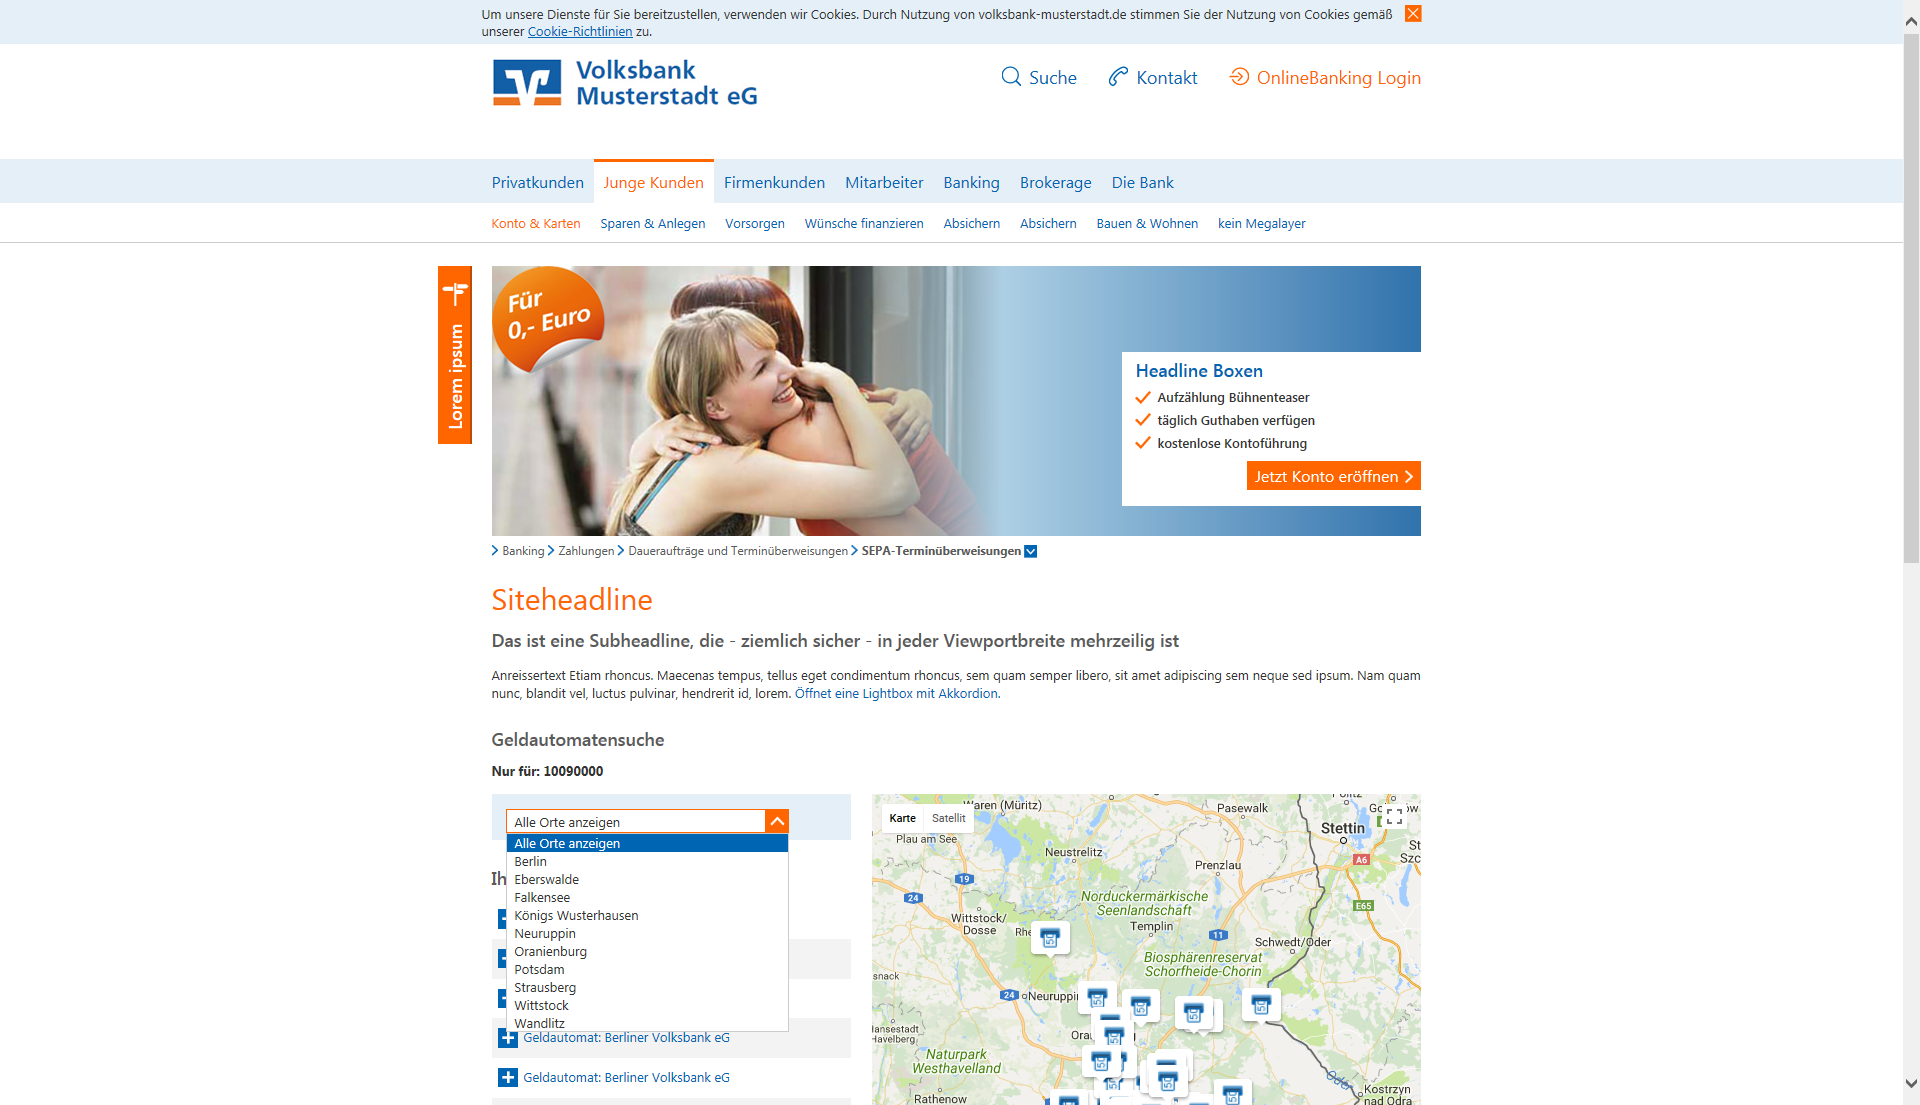 Um unsere Dienste für Sie bereitzustellen, verwenden wir Cookies. Durch Nutzung von volksbank-musterstadt.de stimmen Sie der Nutzung von Cookies gemäß
unserer Cookie-Richtlinien zu.
Volksbank
Musterstadt eG
Suche
Kontakt
OnlineBanking Login
Privatkunden
Junge Kunden
Firmenkunden
Mitarbeiter
Banking
Brokerage
Die Bank
Konto & Karten
Sparen & Anlegen
Vorsorgen
Wünsche finanzieren
Absichern
Absichern
Bauen & Wohnen
kein Megalayer
Lorem ipsum
Für
0,- Euro
Headline Boxen
Aufzählung Bühnenteaser
täglich Guthaben verfügen
kostenlose Kontoführung
Jetzt Konto eröffnen
Banking
Zahlungen
Daueraufträge und Terminüberweisungen
SEPA-Terminüberweisungen
Siteheadline
Das ist eine Subheadline, die - ziemlich sicher - in jeder Viewportbreite mehrzeilig ist
Anreissertext Etiam rhoncus. Maecenas tempus, tellus eget condimentum rhoncus, sem quam semper libero, sit amet adipiscing sem neque sed ipsum. Nam quam
nunc, blandit vel, luctus pulvinar, hendrerit id, lorem. Öffnet eine Lightbox mit Akkordion.
Geldautomatensuche
Nur für: 10090000
Alle Orte anzeigen
Alle Orte anzeigen
Berlin
Eberswalde
Falkensee
Königs Wusterhausen
Neuruppin
Oranienburg
Potsdam
Strausberg
Wittstock
Wandlitz
Ih
Geldautomat: Berliner Volksbank eG
Geldautomat: Berliner Volksbank eG
Karte
Satellit
Waren (Müritz)
Plau am See
Pasewalk
Stettin
Neustrelitz
Prenzlau
A6
19
24
Norduckermärkische
Seenlandschaft
E65
Wittstock/
Dosse
Rhe
Templin
11
Schwedt/Oder
Biosphärenreservat
Schorfheide-Chorin
snack
24
Neuruppi
Hansestadt
Havelberg
Ora
Naturpark
Westhavelland
Rathenow
Oder
Kostrzyn
nad Odrą